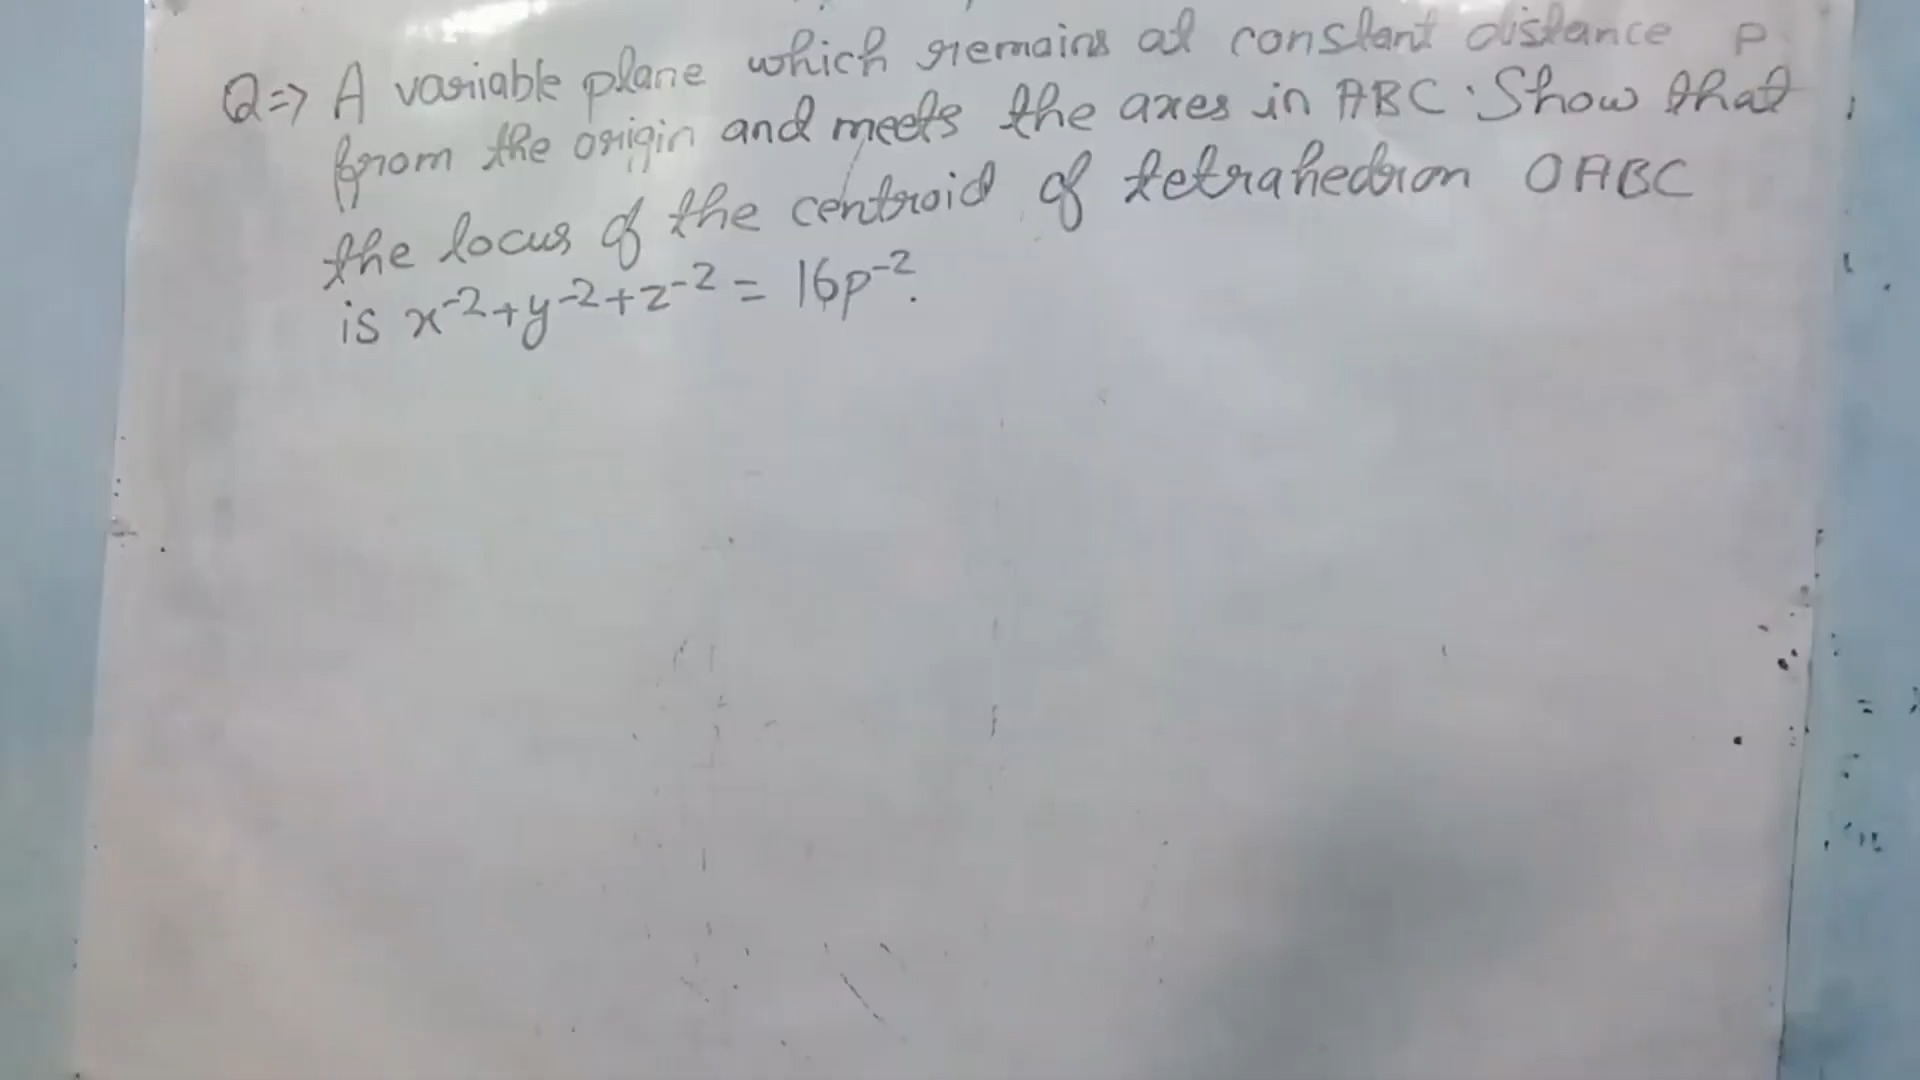 Q⇒ A variable plane which remains at constant distance P
from the origin and meets the axes in ABC. Show that
the locus of the centroid of tetrahedron OABC
is x⁻²+y⁻²+z⁻² = 16p⁻².